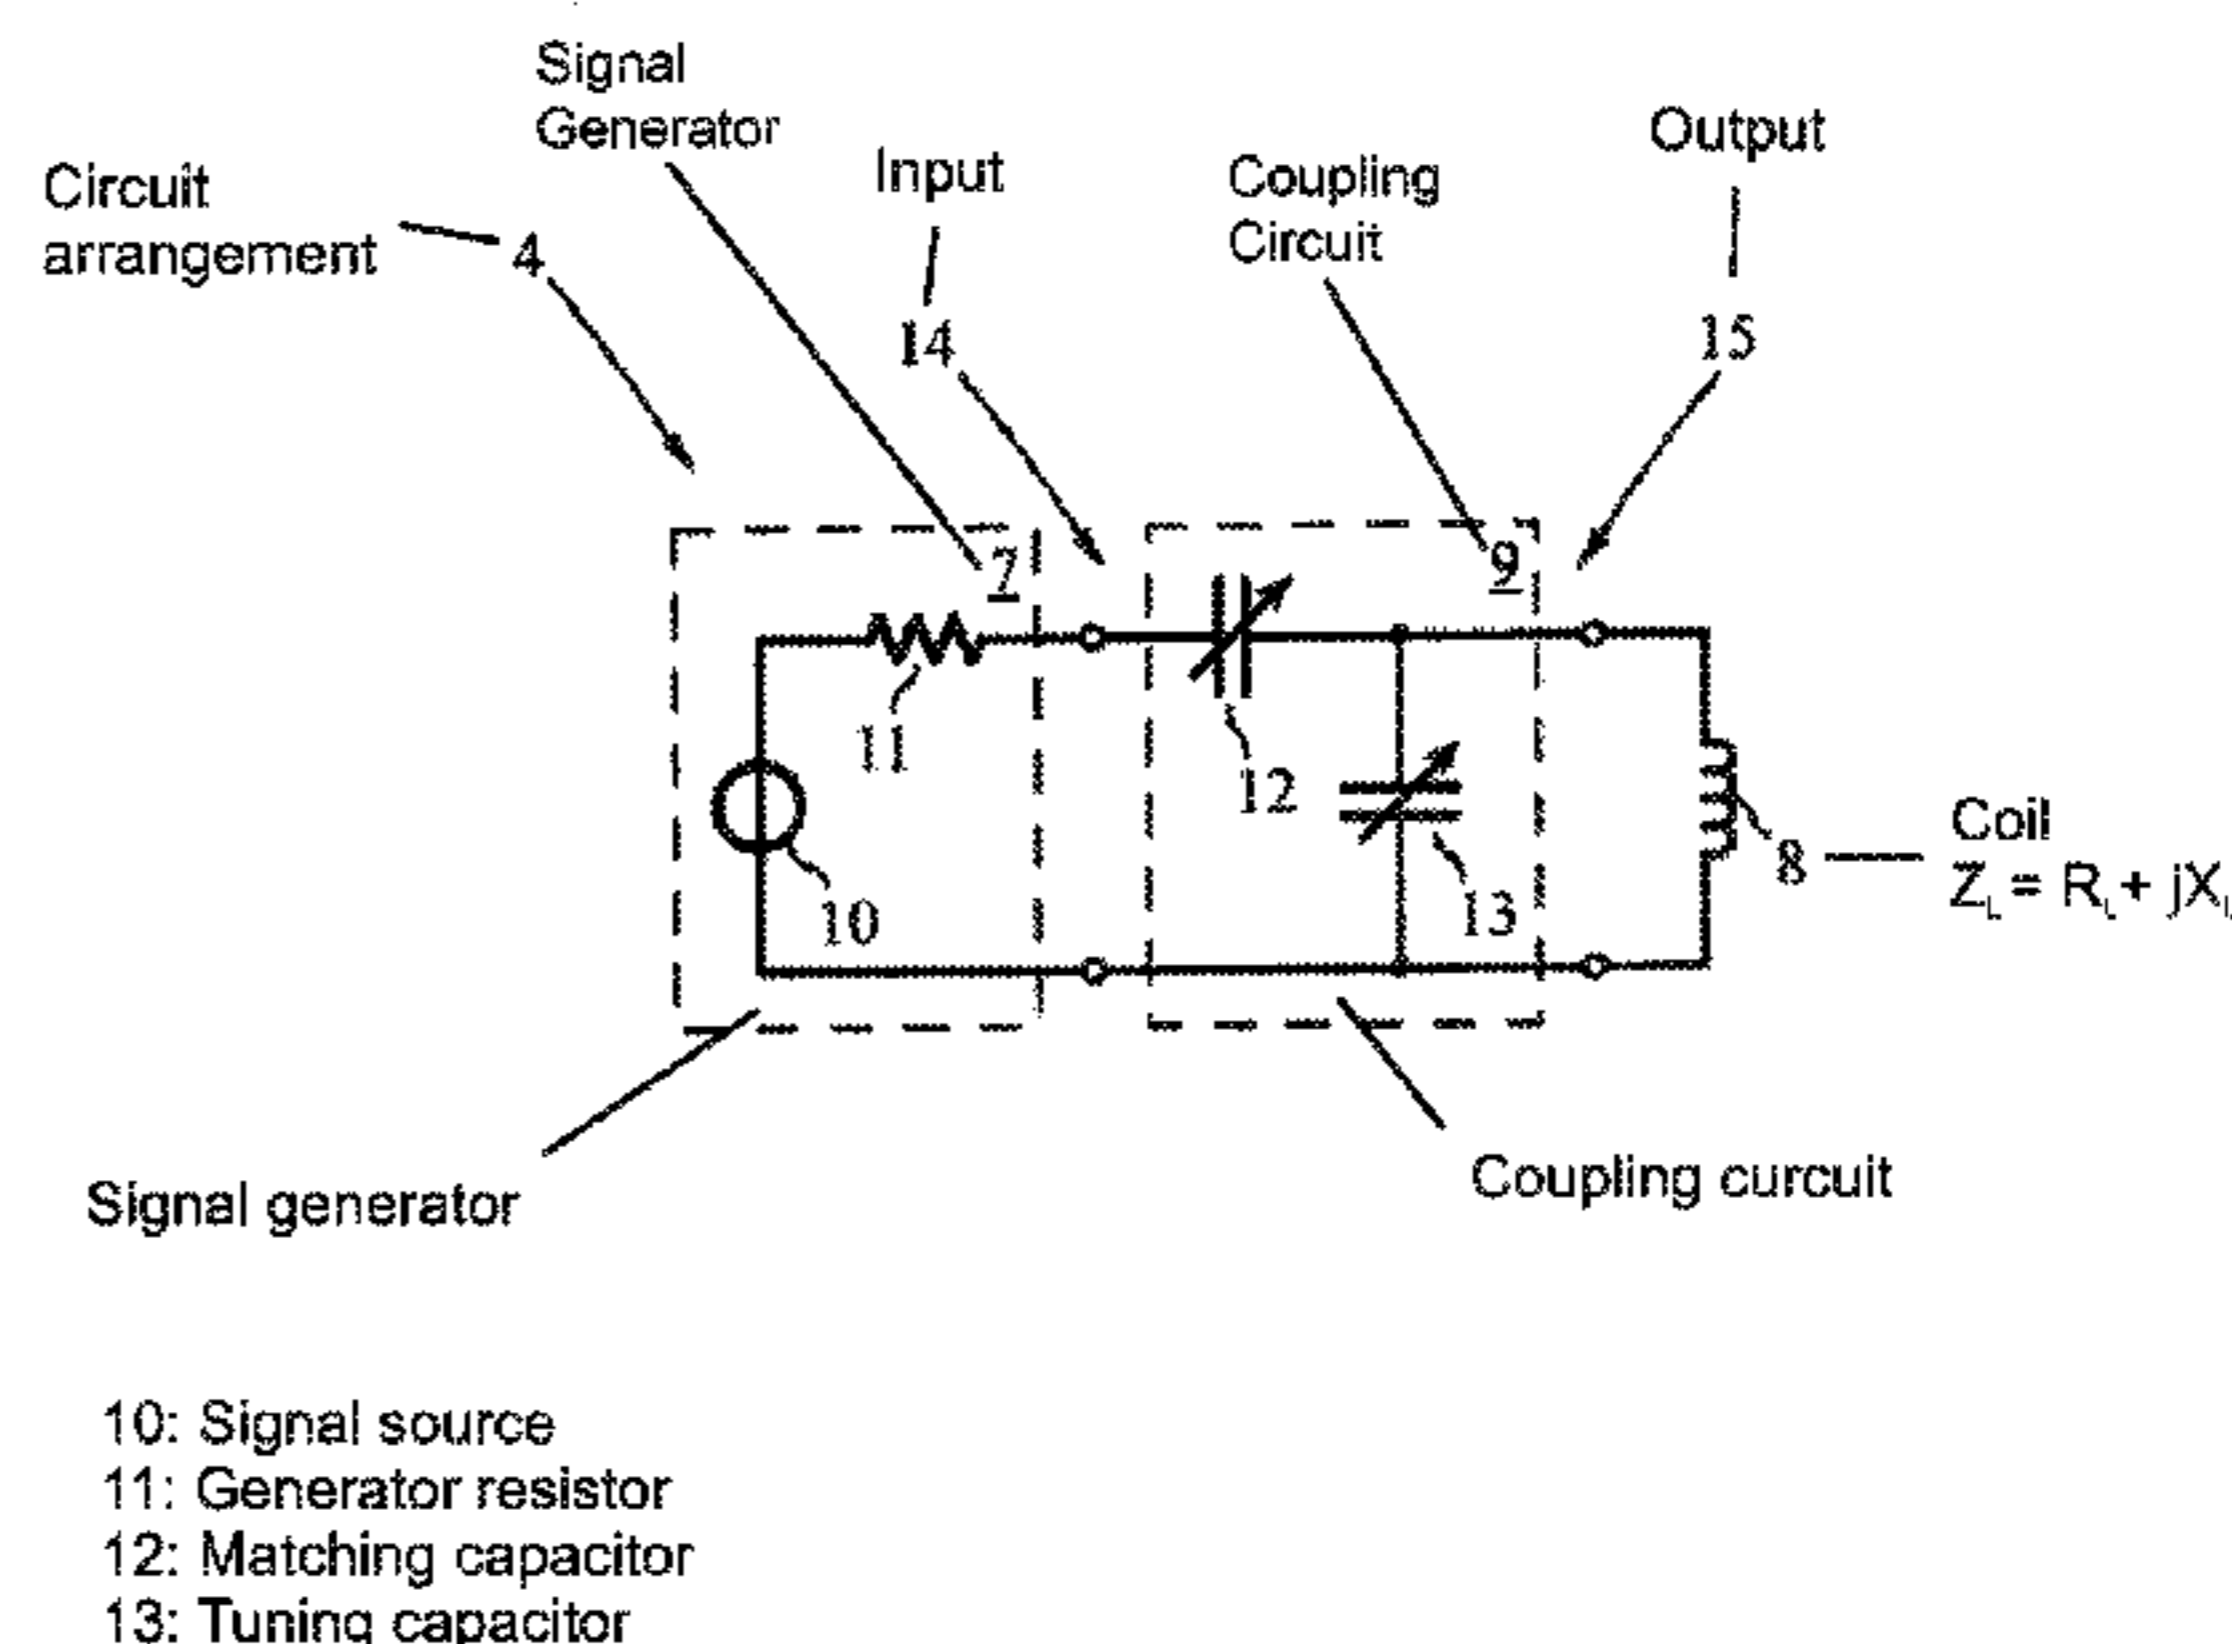 Signal
Generator
Circuit
arrangement
4
Input
14
Coupling
Circuit
Output
15
7
9
11
12
10
13
8
Coil
Z_L = R_L + jX_L
Signal generator
Coupling curcuit
10: Signal source
11: Generator resistor
12: Matching capacitor
13: Tuning capacitor